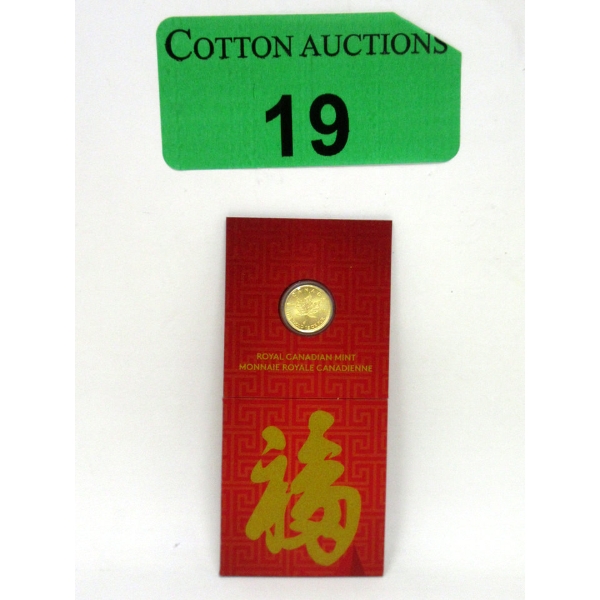 COTTON AUCTIONS
19
ROYAL CANADIAN MINT
MONNAIE ROYALE CANADIENNE
福